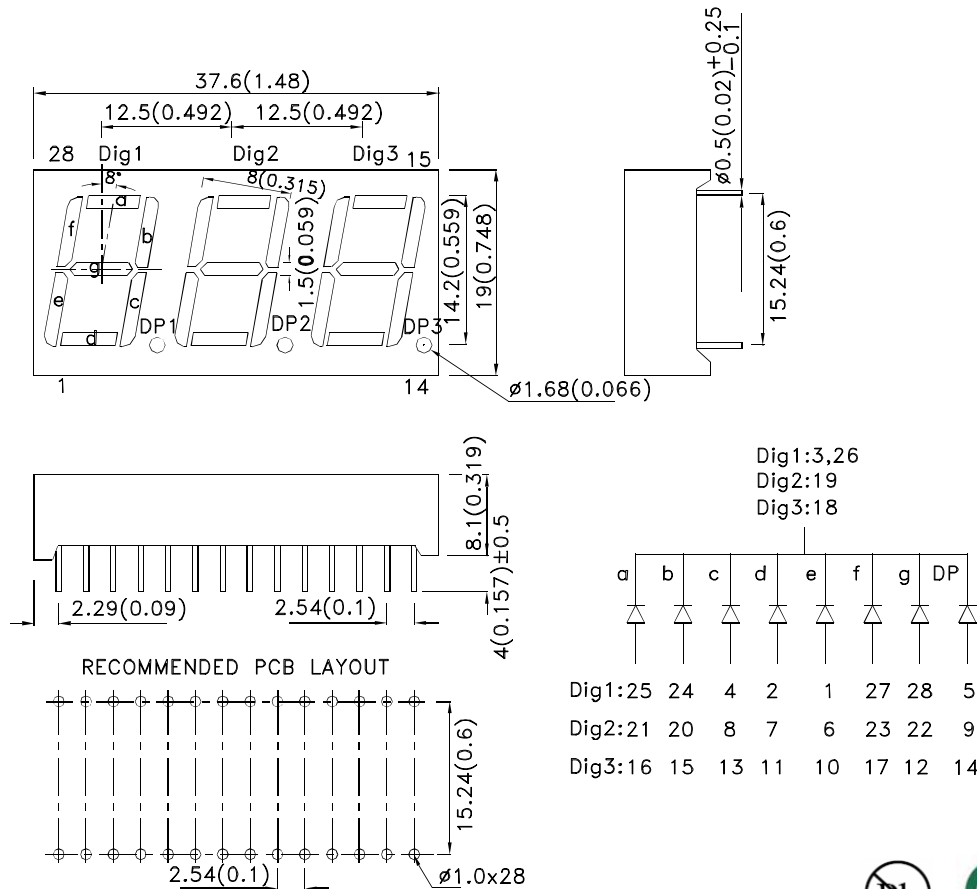 37.6(1.48)
12.5(0.492) 12.5(0.492)
28 Dig1 Dig2 Dig3 15
8°
8(0.315)
a
f
b
g
e
c
d
DP1 DP2 DP3
1.5(0.059)
14.2(0.559)
19(0.748)
1 14
ø1.68(0.066)
ø0.5(0.02)+0.25
-0.1
15.24(0.6)
8.1(0.319)
4(0.157)±0.5
2.29(0.09) 2.54(0.1)
Dig1:3,26
Dig2:19
Dig3:18
a b c d e f g DP
Dig1:25 24 4 2 1 27 28 5
Dig2:21 20 8 7 6 23 22 9
Dig3:16 15 13 11 10 17 12 14
RECOMMENDED PCB LAYOUT
15.24(0.6)
2.54(0.1)
ø1.0x28